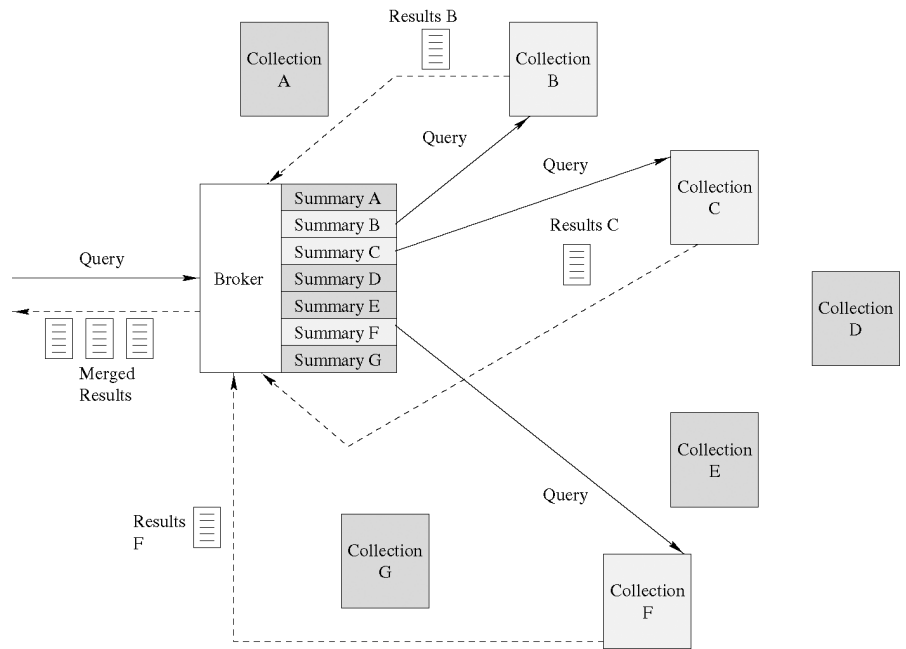 Results B
Collection
A
Collection
B
Query
Query
Collection
C
Summary A
Summary B
Summary C
Summary D
Summary E
Summary F
Summary G
Results C
Query
Broker
Collection
D
Merged
Results
Collection
E
Query
Results
F
Collection
G
Collection
F